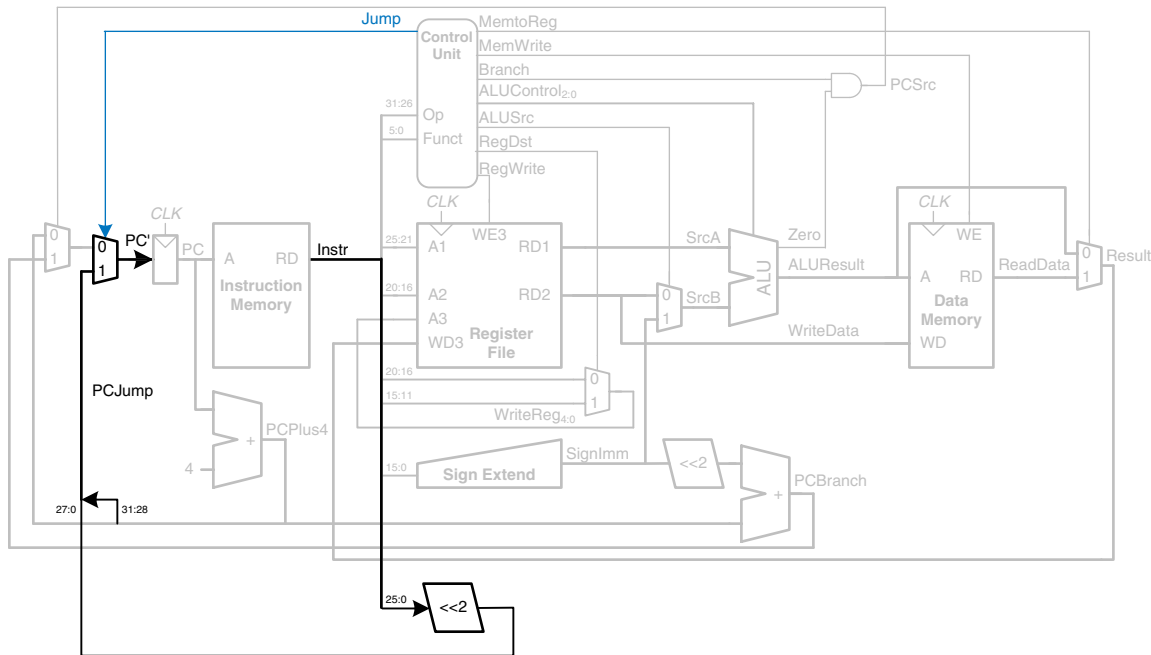 Jump
MemtoReg
Control
Unit
MemWrite
Branch
ALUControl2:0
PCSrc
31:26
Op
ALUSrc
5:0
Funct
RegDst
RegWrite
CLK
CLK
CLK
0
1
0
1
PC'
PC
A
RD
Instruction
Memory
Instr
25:21
A1
WE3
RD1
SrcA
Zero
WE
0
1
Result
ALU
ALUResult
A
RD
ReadData
Data
Memory
20:16
A2
RD2
0
1
SrcB
A3
Register
File
WriteData
WD3
WD
PCJump
20:16
0
15:11
1
WriteReg4:0
PCPlus4
+
4
SignImm
15:0
Sign Extend
<<2
PCBranch
+
27:0
31:28
25:0
<<2